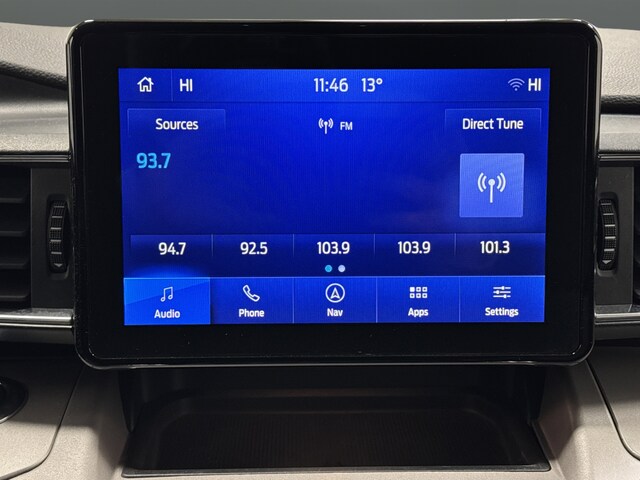 HI 11:46 13° HI
Sources FM Direct Tune
93.7
94.7 92.5 103.9 103.9 101.3
Audio Phone Nav Apps Settings